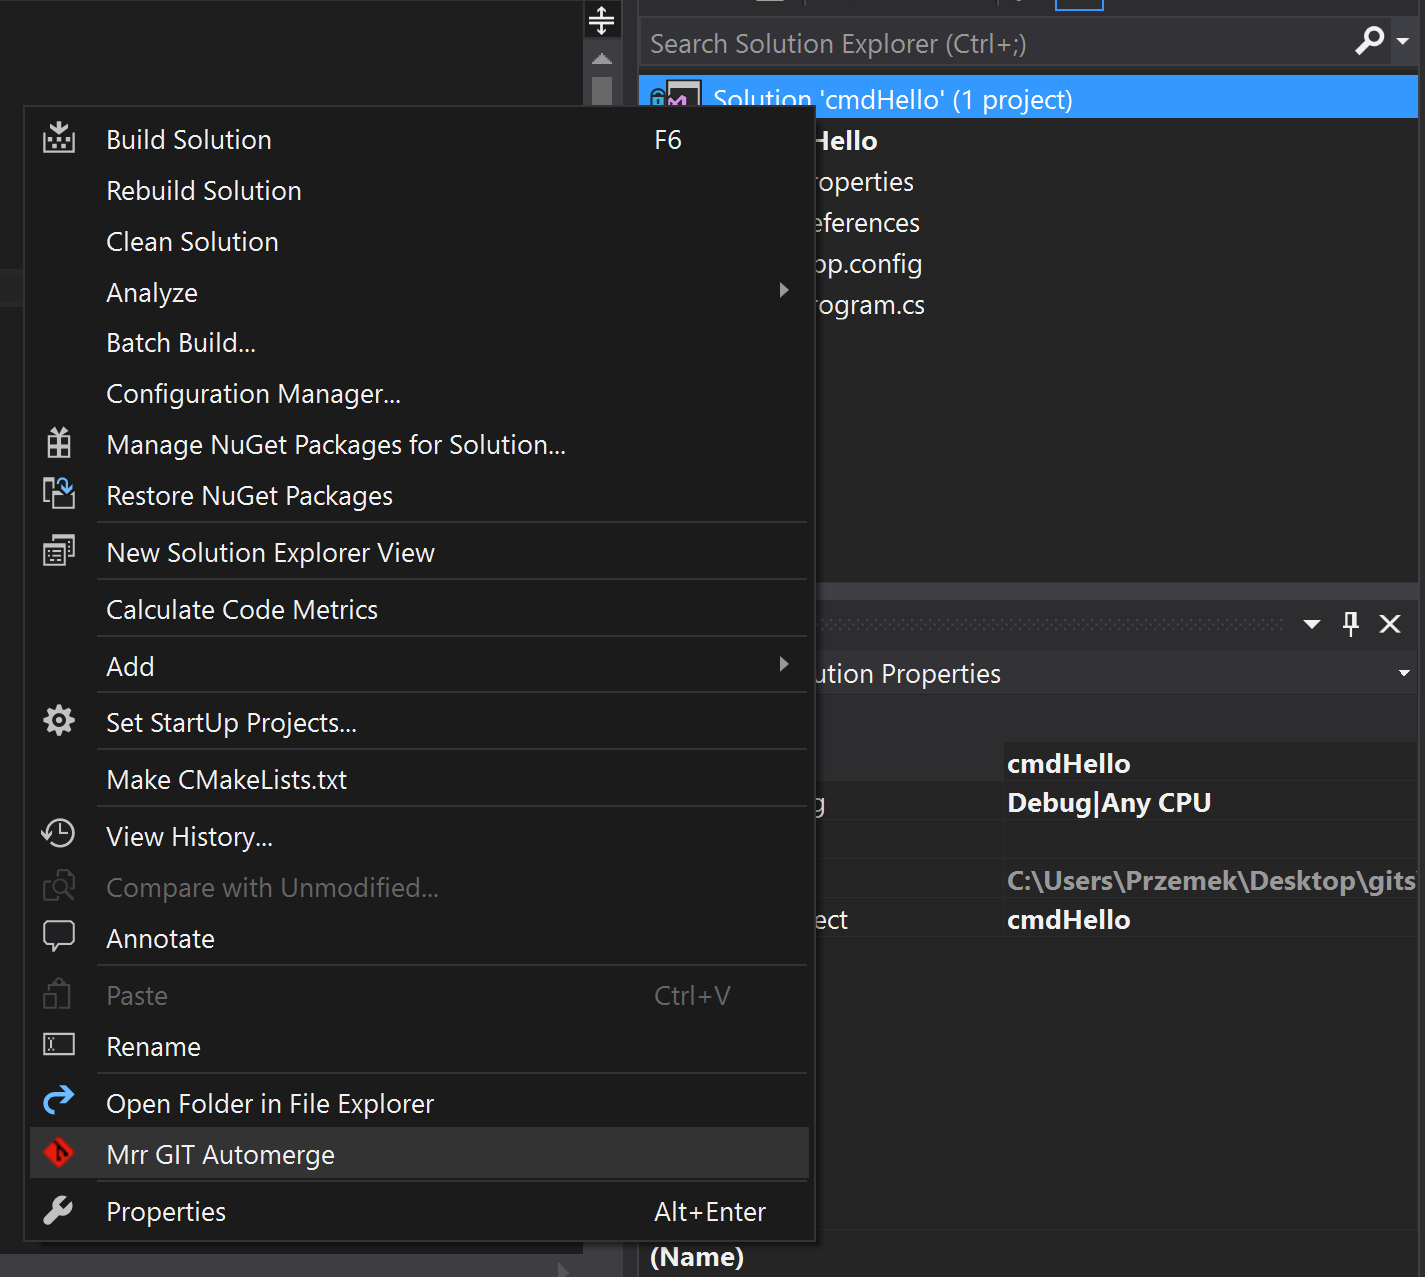 Search Solution Explorer (Ctrl+;)
Solution 'cmdHello' (1 project)
Hello
roperties
eferences
pp.config
rogram.cs
Build Solution F6
Rebuild Solution
Clean Solution
Analyze
Batch Build...
Configuration Manager...
Manage NuGet Packages for Solution...
Restore NuGet Packages
New Solution Explorer View
Calculate Code Metrics
Add
Set StartUp Projects...
Make CMakeLists.txt
View History...
Compare with Unmodified...
Annotate
Paste Ctrl+V
Rename
Open Folder in File Explorer
Mrr GIT Automerge
Properties Alt+Enter
ution Properties
cmdHello
g Debug|Any CPU
C:\Users\Przemek\Desktop\gits
ect cmdHello
(Name)